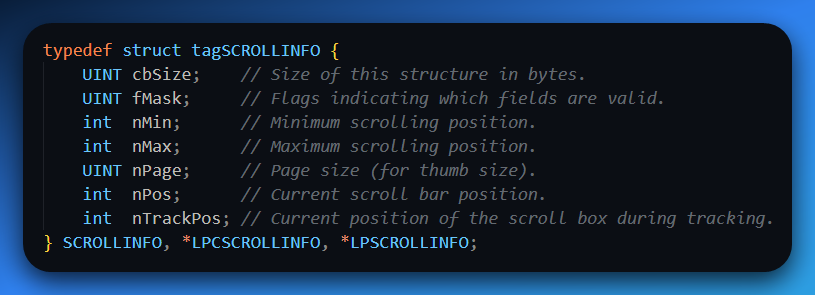 typedef struct tagSCROLLINFO {
    UINT cbSize;    // Size of this structure in bytes.
    UINT fMask;     // Flags indicating which fields are valid.
    int  nMin;      // Minimum scrolling position.
    int  nMax;      // Maximum scrolling position.
    UINT nPage;     // Page size (for thumb size).
    int  nPos;      // Current scroll bar position.
    int  nTrackPos; // Current position of the scroll box during tracking.
} SCROLLINFO, *LPCSCROLLINFO, *LPSCROLLINFO;